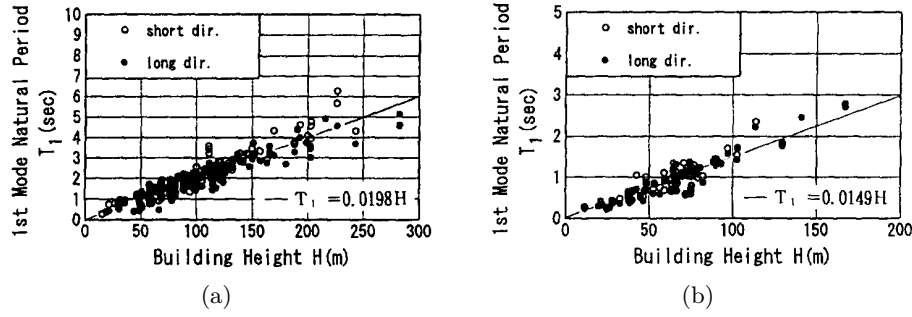 1st Mode Natural Period
T₁(sec)
10
9
8
7
6
5
4
3
2
1
0
short dir.
long dir.
T₁=0.0198H
0 50 100 150 200 250 300
Building Height H(m)
(a)
1st Mode Natural Period
T₁(sec)
5
4
3
2
1
0
short dir.
long dir.
T₁=0.0149H
0 50 100 150 200
Building Height H(m)
(b)